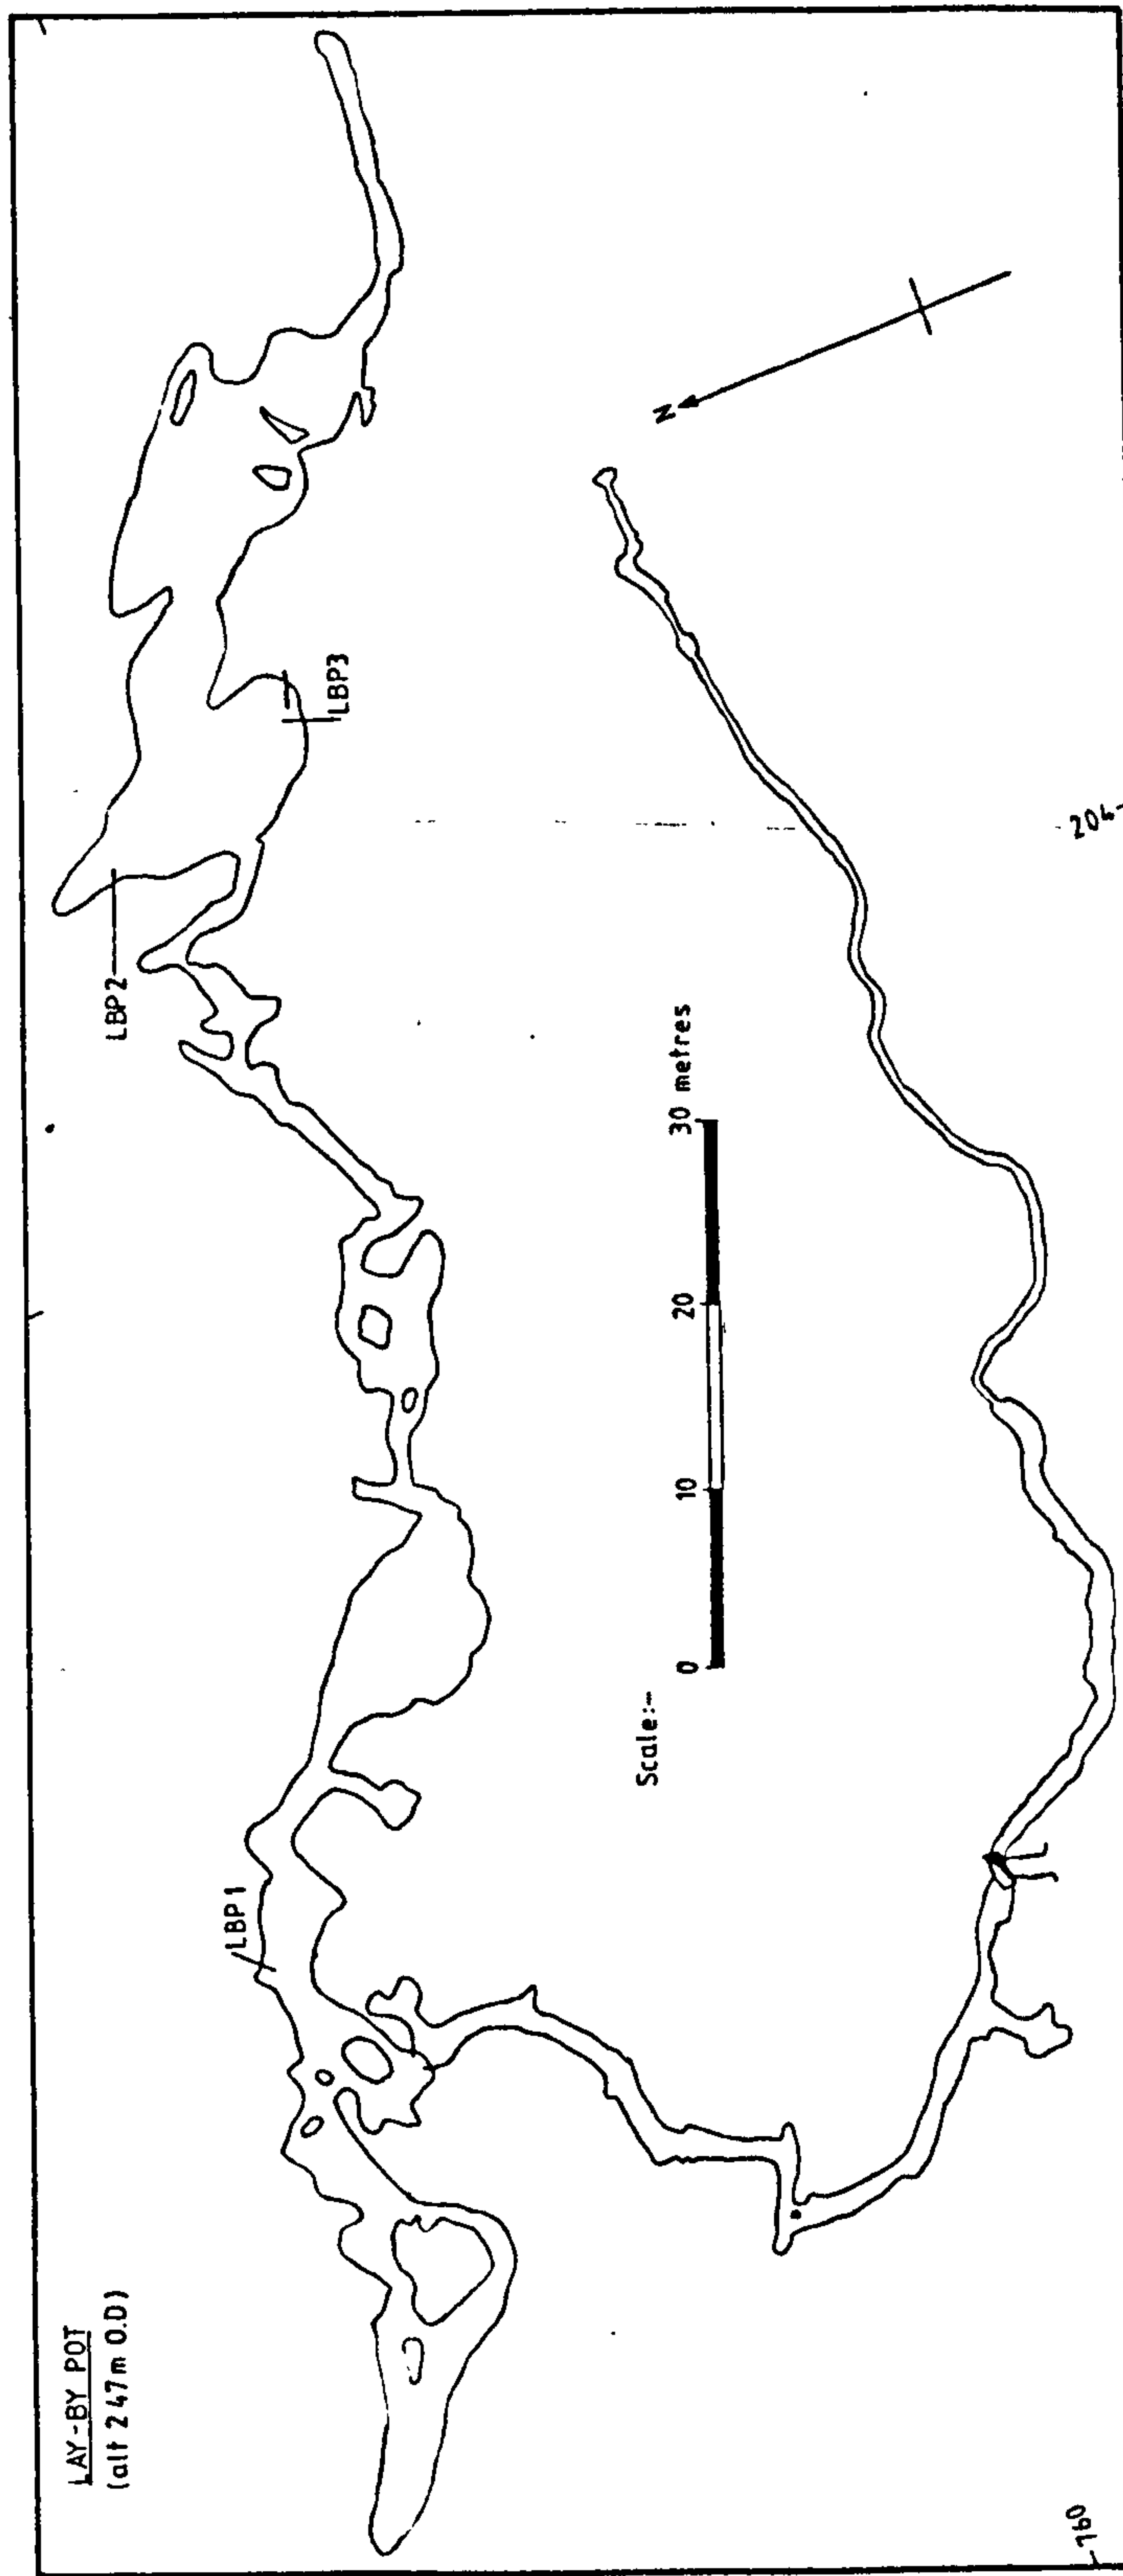 LAY-BY POT
(alt 247m O.D)
LBP1
LBP2
LBP3
N
Scale:-
0 10 20 30 metres
204
760